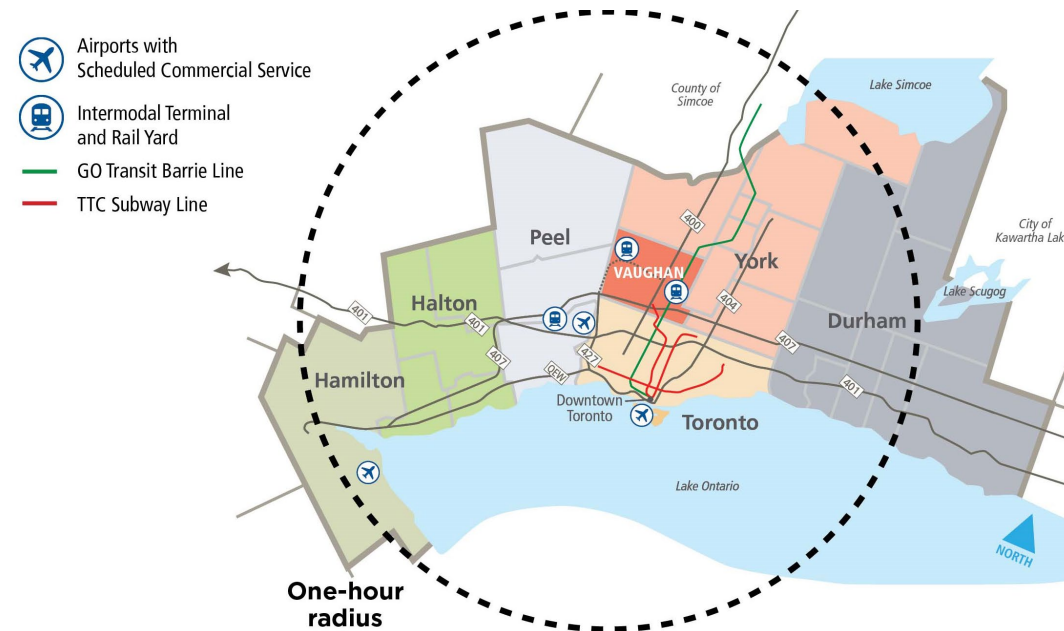 Airports with
Scheduled Commercial Service
Intermodal Terminal
and Rail Yard
GO Transit Barrie Line
TTC Subway Line
County of
Simcoe
Lake Simcoe
City of
Kawartha Lak
Lake Scugog
Peel
400
VAUGHAN
York
404
Halton
Durham
401
401
407
407
427
QEW
401
Hamilton
Downtown
Toronto
Toronto
Lake Ontario
NORTH
One-hour
radius